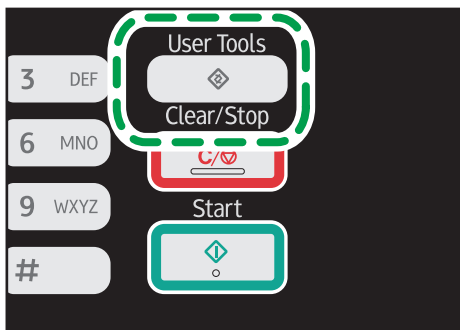 User Tools
3 DEF
Clear/Stop
6 MNO
C/
9 WXYZ
Start
#